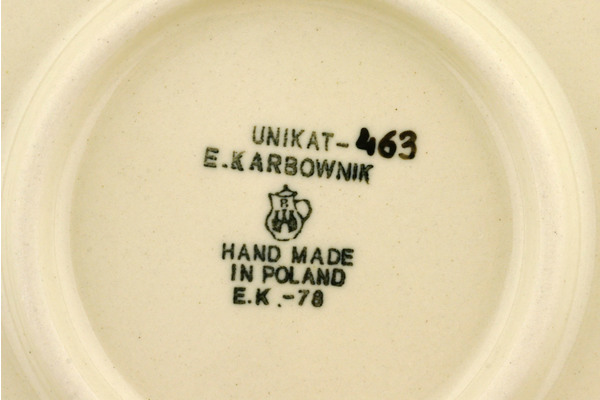 UNIKAT-463
E.KARBOWNIK
B
HAND MADE
IN POLAND
E.K.-78